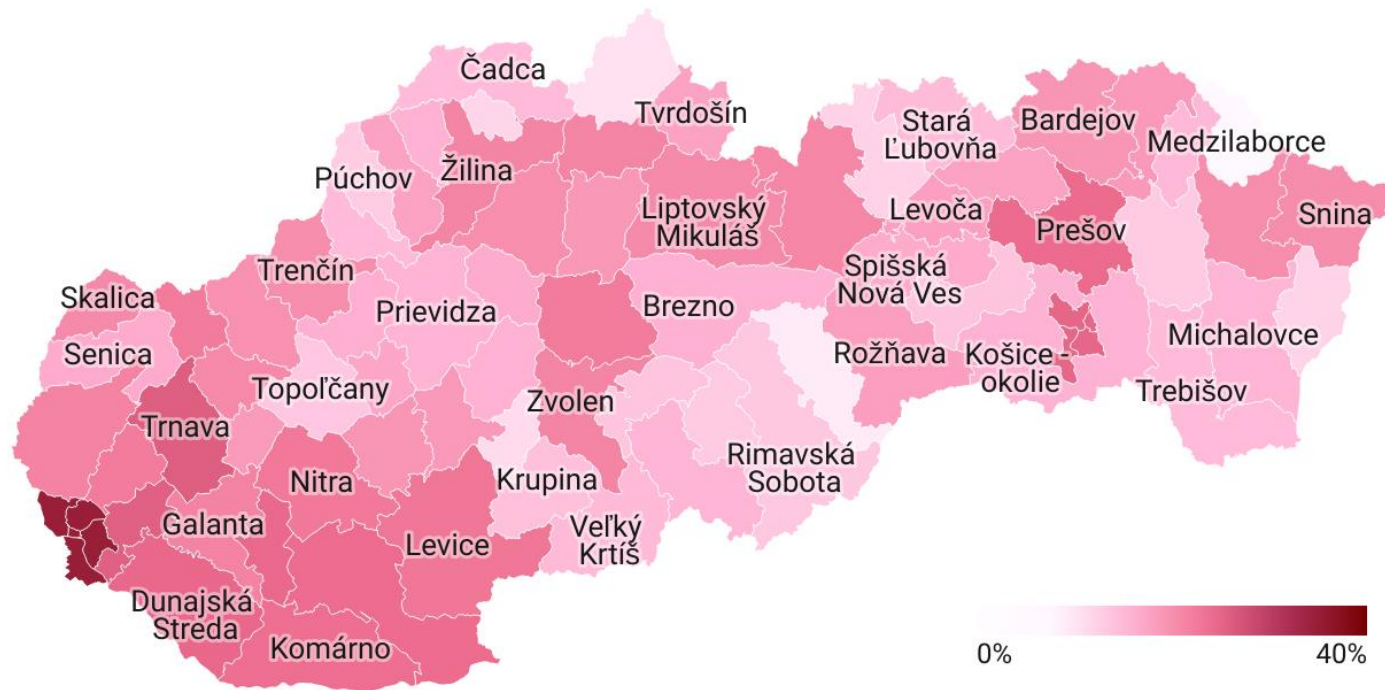 Čadca
Tvrdošín
Stará
Ľubovňa
Bardejov
Medzilaborce
Púchov
Žilina
Liptovský
Mikuláš
Levoča
Prešov
Snina
Trenčín
Skalica
Prievidza
Brezno
Spišská
Nová Ves
Senica
Rožňava
Košice -
okolie
Michalovce
Topoľčany
Zvolen
Trebišov
Trnava
Nitra
Krupina
Rimavská
Sobota
Galanta
Levice
Veľký
Krtíš
Dunajská
Streda
Komárno
0%
40%